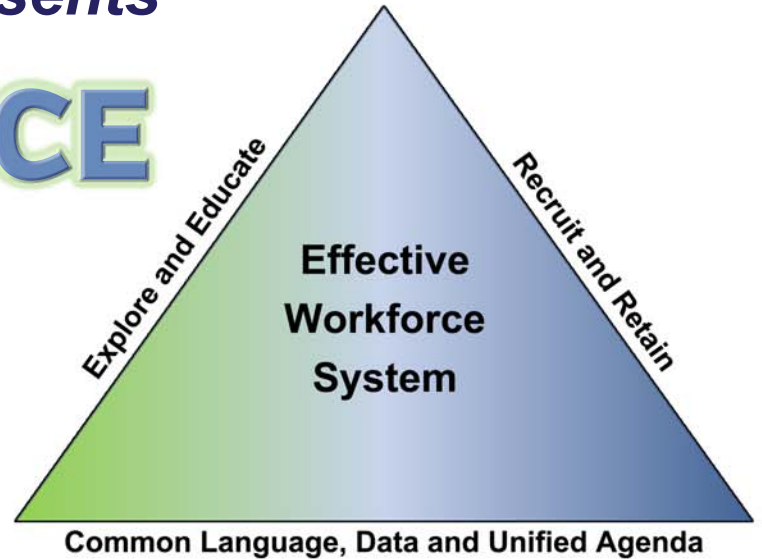 sents
CE
Explore and Educate
Recruit and Retain
Effective
Workforce
System
Common Language, Data and Unified Agenda